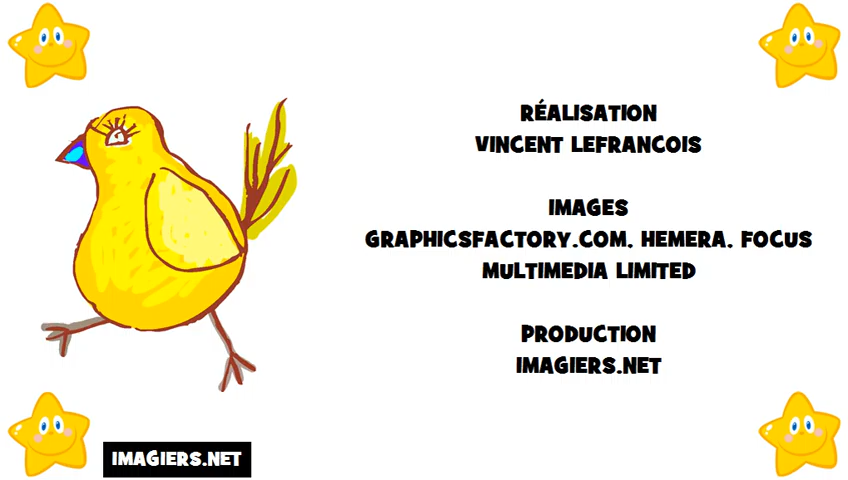 RÉALISATION
VINCENT LEFRANCOIS
IMAGES
GRAPHICSFACTORY.COM, HEMERA, FOCUS
MULTIMEDIA LIMITED
PRODUCTION
IMAGIERS.NET
IMAGIERS.NET